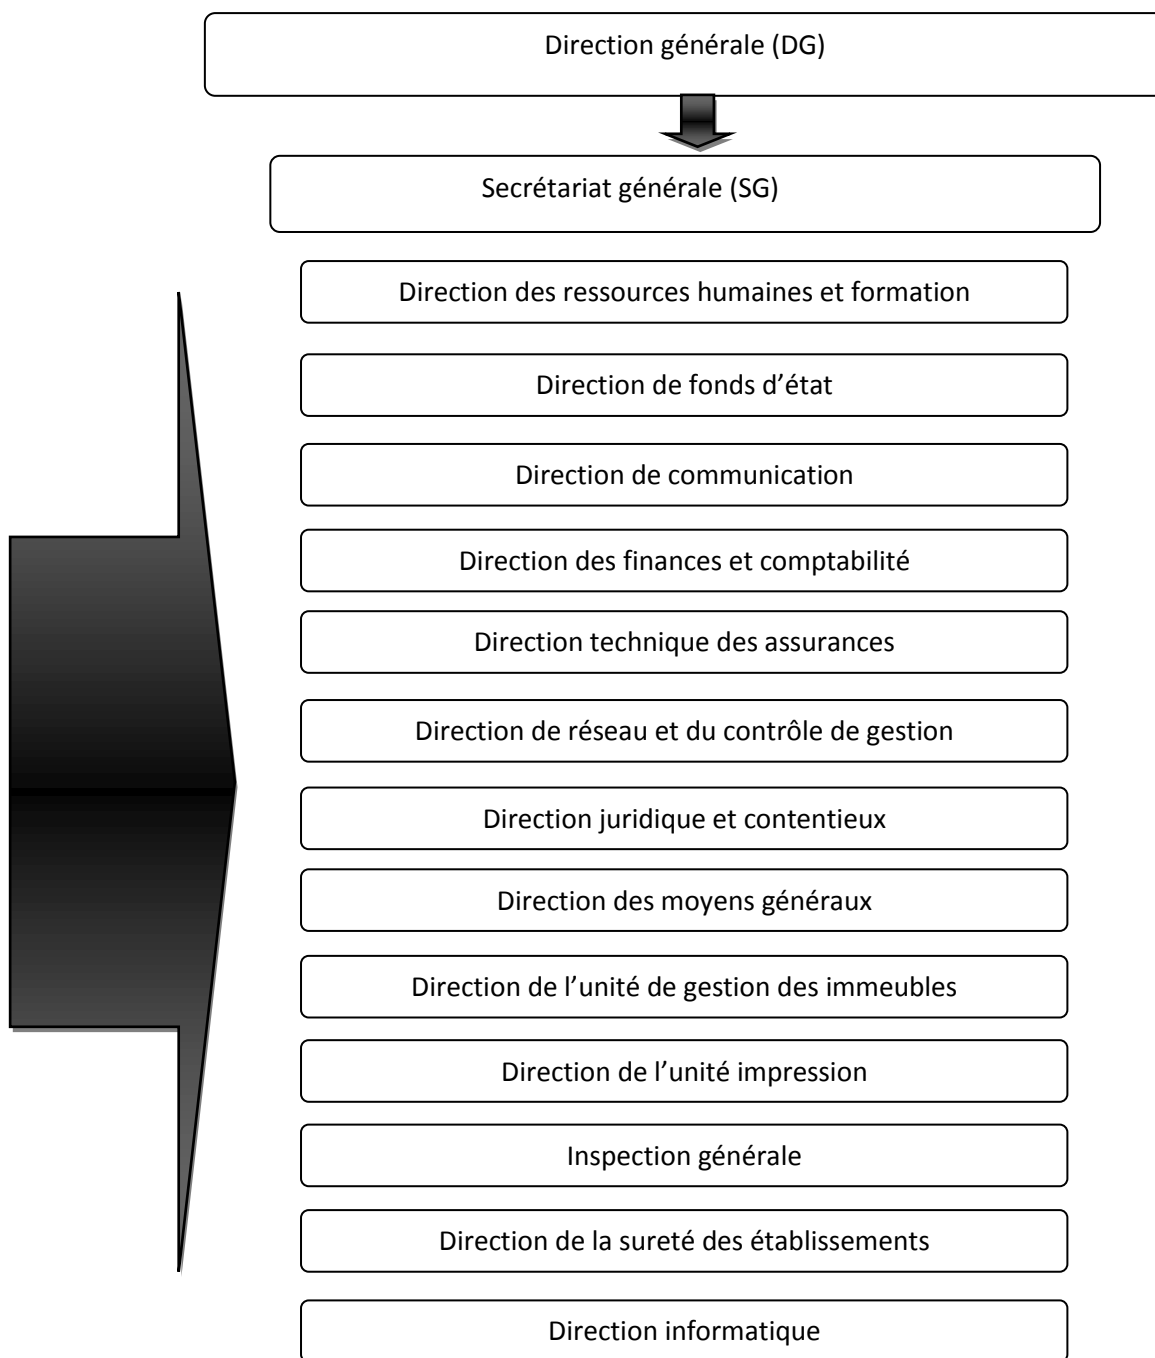 Direction générale (DG)
Secrétariat générale (SG)
Direction des ressources humaines et formation
Direction de fonds d’état
Direction de communication
Direction des finances et comptabilité
Direction technique des assurances
Direction de réseau et du contrôle de gestion
Direction juridique et contentieux
Direction des moyens généraux
Direction de l’unité de gestion des immeubles
Direction de l’unité impression
Inspection générale
Direction de la sureté des établissements
Direction informatique